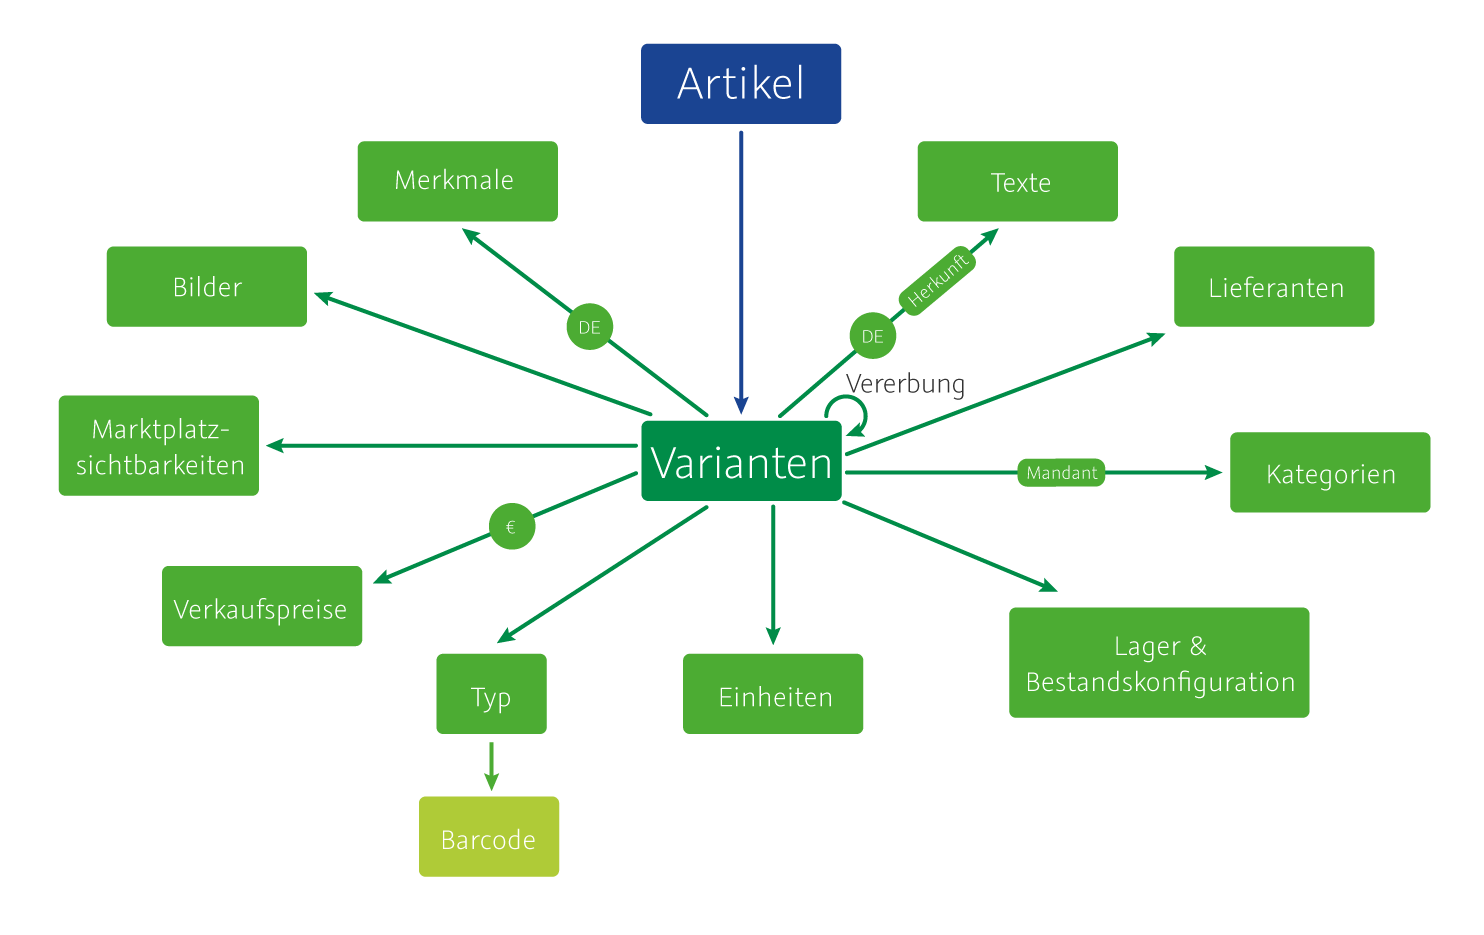 Artikel
Merkmale
Texte
Bilder
Herkunft
Lieferanten
DE
DE
Vererbung
Marktplatz-
sichtbarkeiten
Varianten
Mandant
Kategorien
€
Verkaufspreise
Lager &
Bestandskonfiguration
Typ
Einheiten
Barcode